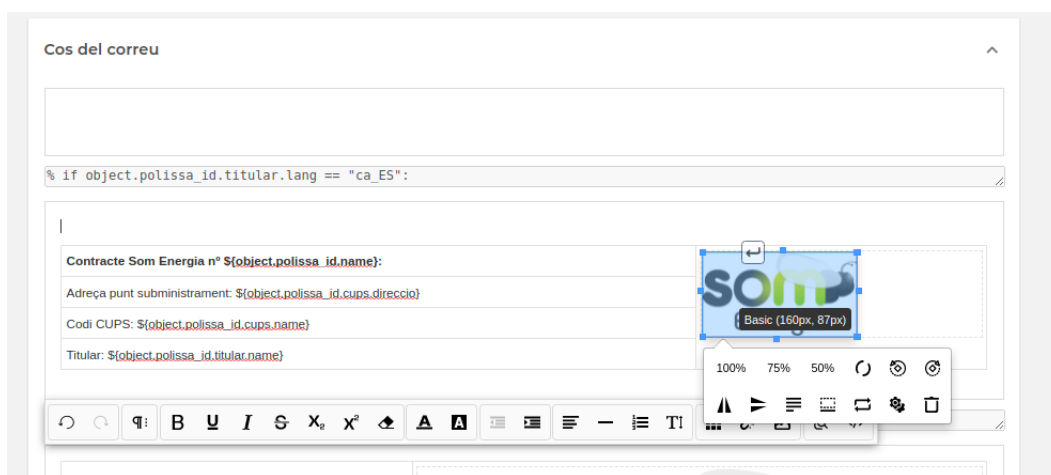 Cos del correu
% if object.polissa_id.titular.lang == "ca_ES":
Contracte Som Energia nº ${object.polissa_id.name}:
Adreça punt subministrament: ${object.polissa_id.cups.direccio}
Codi CUPS: ${object.polissa_id.cups.name}
Titular: ${object.polissa_id.titular.name}
som
Basic (160px, 87px)
100% 75% 50%
B U I S X₂ X² A A T